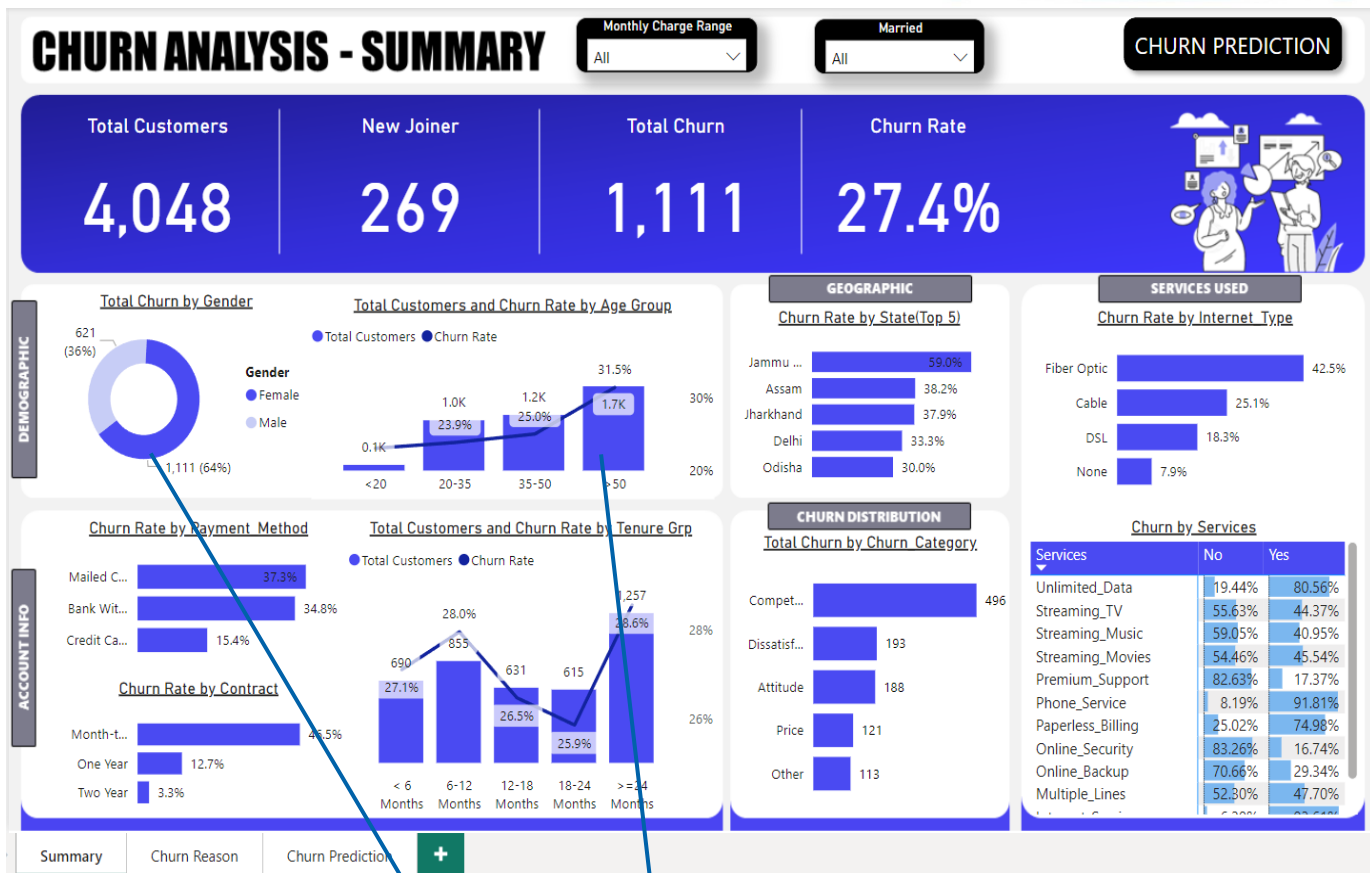 CHURN ANALYSIS - SUMMARY
Monthly Charge Range
All
Married
All
CHURN PREDICTION
Total Customers
4,048
New Joiner
269
Total Churn
1,111
Churn Rate
27.4%
DEMOGRAPHIC
Total Churn by Gender
621
(36%)
1,111 (64%)
Gender
Female
Male
Total Customers and Churn Rate by Age Group
Total Customers Churn Rate
31.5%
1.0K
1.2K
1.7K
23.9%
25.0%
0.1K
30%
20%
<20 20-35 35-50 >50
GEOGRAPHIC
Churn Rate by State(Top 5)
Jammu ... 59.0%
Assam 38.2%
Jharkhand 37.9%
Delhi 33.3%
Odisha 30.0%
SERVICES USED
Churn Rate by Internet_Type
Fiber Optic 42.5%
Cable 25.1%
DSL 18.3%
None 7.9%
ACCOUNT INFO
Churn Rate by Payment_Method
Mailed C... 37.3%
Bank Wit... 34.8%
Credit Ca... 15.4%
Churn Rate by Contract
Month-t...
One Year 12.7%
Two Year 3.3%
Total Customers and Churn Rate by Tenure Grp
Total Customers Churn Rate
1,257
28.0%
28.6%
855
690
631
615
27.1%
26.5%
25.9%
28%
26%
< 6 6-12 12-18 18-24 >=24
Months Months Months Months Months
CHURN DISTRIBUTION
Total Churn by Churn_Category
Compet... 496
Dissatisf... 193
Attitude 188
Price 121
Other 113
Churn by Services
Services No Yes
Unlimited_Data 19.44% 80.56%
Streaming_TV 55.63% 44.37%
Streaming_Music 59.05% 40.95%
Streaming_Movies 54.46% 45.54%
Premium_Support 82.63% 17.37%
Phone_Service 8.19% 91.81%
Paperless_Billing 25.02% 74.98%
Online_Security 83.26% 16.74%
Online_Backup 70.66% 29.34%
Multiple_Lines 52.30% 47.70%
Summary Churn Reason Churn Prediction +